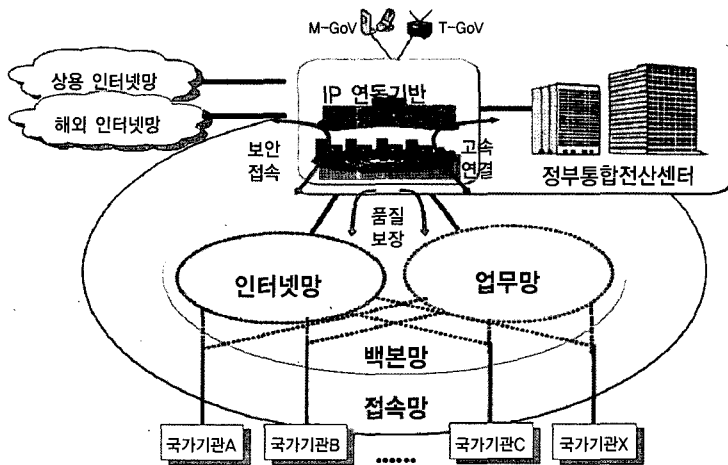 M-GoV
T-GoV
상용 인터넷망
해외 인터넷망
IP 연동기반
보안
접속
고속
연결
정부통합전산센터
품질
보장
인터넷망
업무망
백본망
접속망
국가기관A
국가기관B
......
국가기관C
국가기관X